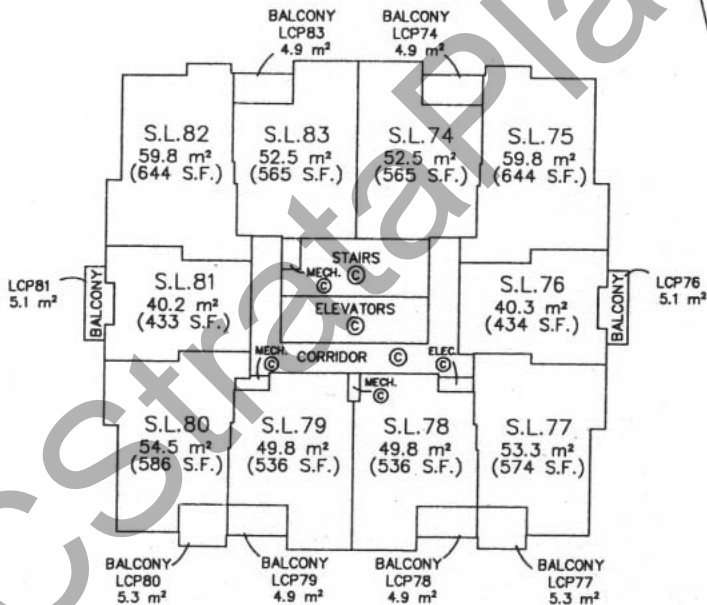 BALCONY
LCP83
4.9 m²
BALCONY
LCP74
4.9 m²
S.L.82
59.8 m²
(644 S.F.)
S.L.83
52.5 m²
(565 S.F.)
S.L.74
52.5 m²
(565 S.F.)
S.L.75
59.8 m²
(644 S.F.)
LCP81
5.1 m²
BALCONY
S.L.81
40.2 m²
(433 S.F.)
STAIRS
MECH. ©
©
ELEVATORS
©
S.L.76
40.3 m²
(434 S.F.)
BALCONY
LCP76
5.1 m²
MECH.
©
CORRIDOR ©
ELEC.
©
MECH.
©
S.L.80
54.5 m²
(586 S.F.)
S.L.79
49.8 m²
(536 S.F.)
S.L.78
49.8 m²
(536 S.F.)
S.L.77
53.3 m²
(574 S.F.)
BALCONY
LCP80
5.3 m²
BALCONY
LCP79
4.9 m²
BALCONY
LCP78
4.9 m²
BALCONY
LCP77
5.3 m²